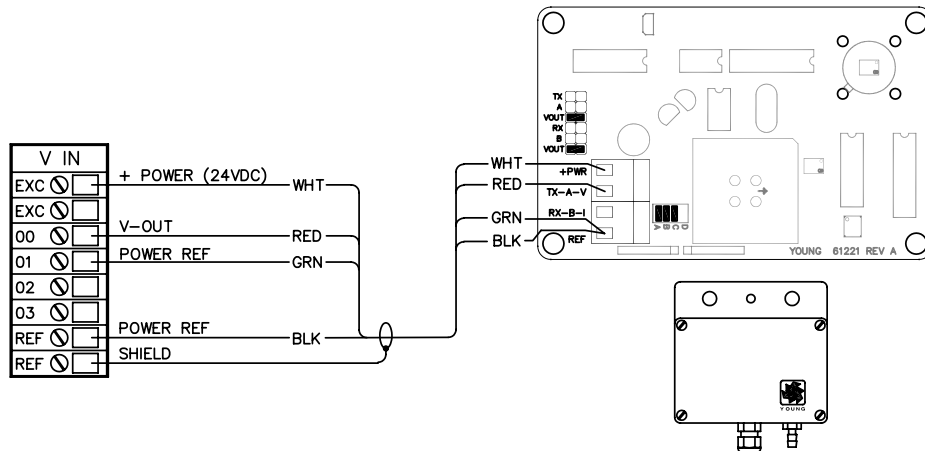 V IN
EXC
EXC
00
01
02
03
REF
REF
+ POWER (24VDC)
V-OUT
POWER REF
POWER REF
SHIELD
WHT
RED
GRN
BLK
WHT
RED
GRN
BLK
TX
A
VOUT
RX
B
VOUT
+PWR
TX-A-V
RX-B-I
REF
A
B
C
D
YOUNG 61221 REV A
YOUNG